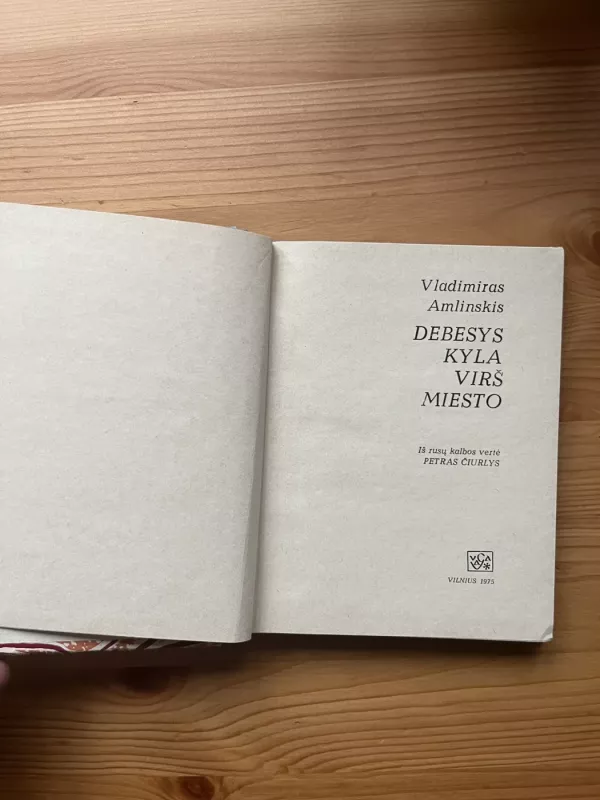 Vladimiras
Amlinskis
DEBESYS
KYLA
VIRŠ
MIESTO
Iš rusų kalbos vertė
PETRAS ČIURLYS
VILNIUS 1975